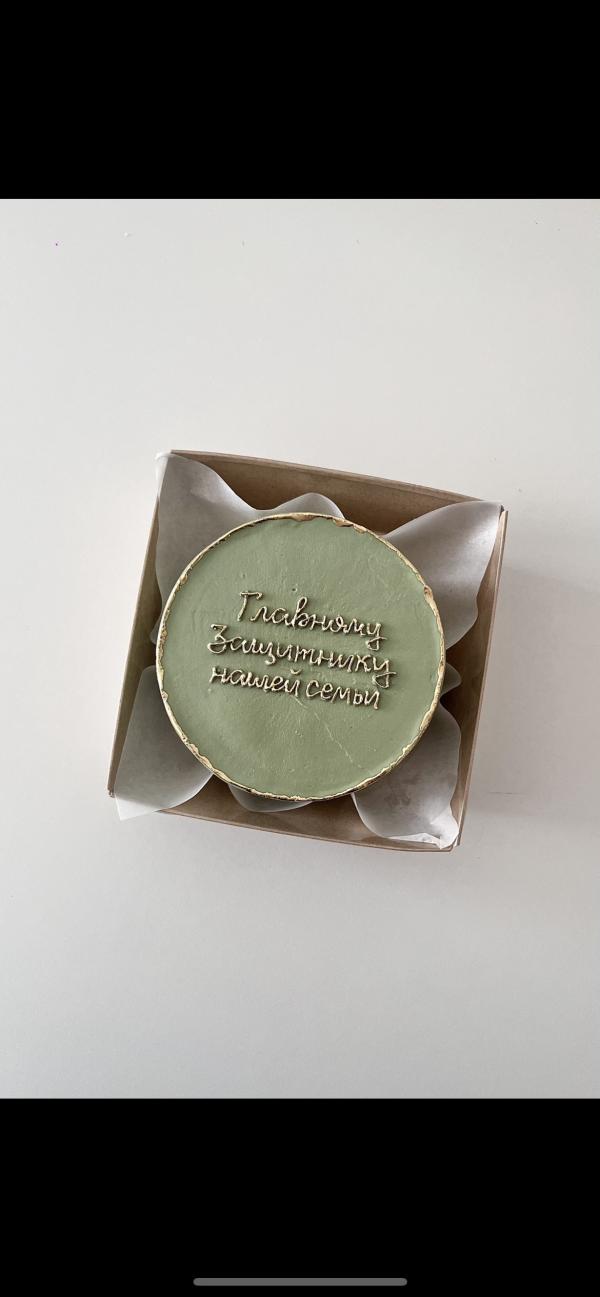 Главному
Защитнику
нашей семьи